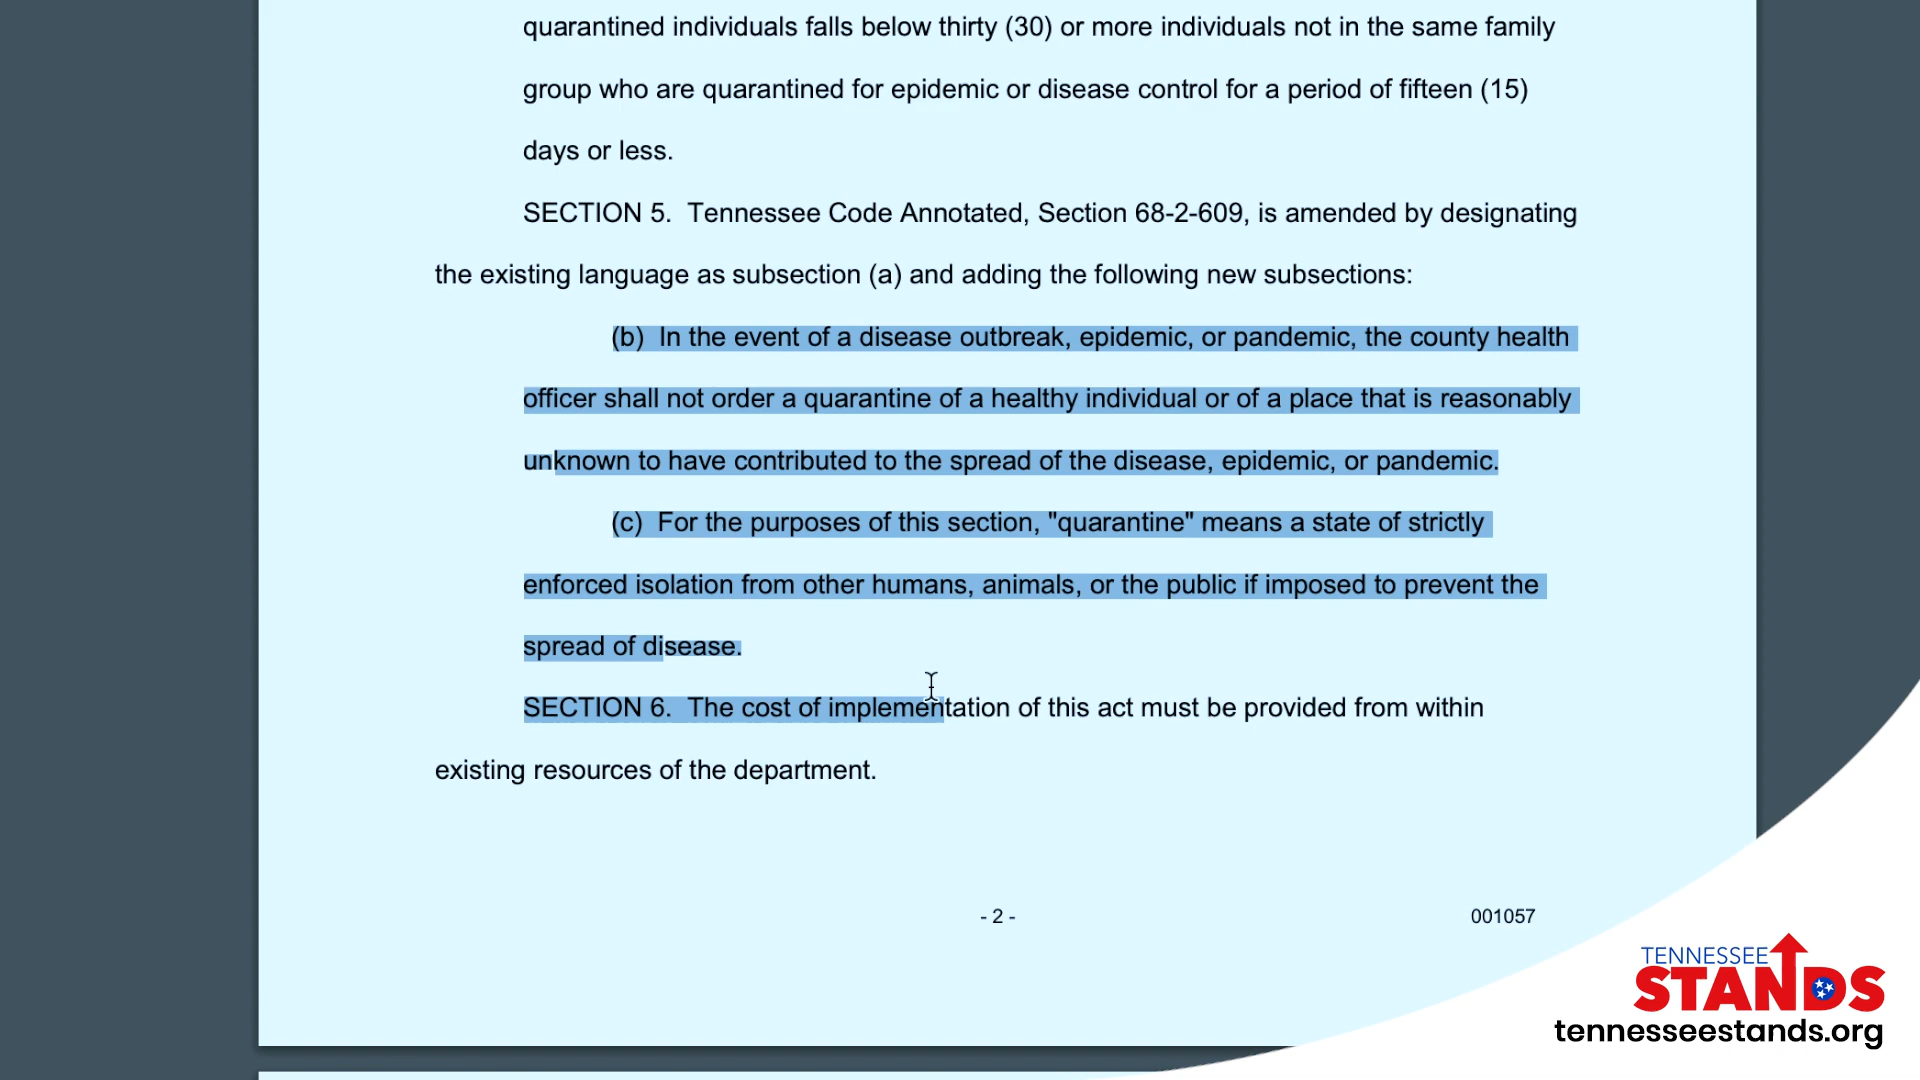 quarantined individuals falls below thirty (30) or more individuals not in the same family
group who are quarantined for epidemic or disease control for a period of fifteen (15)
days or less.
SECTION 5.  Tennessee Code Annotated, Section 68-2-609, is amended by designating
the existing language as subsection (a) and adding the following new subsections:
(b)  In the event of a disease outbreak, epidemic, or pandemic, the county health
officer shall not order a quarantine of a healthy individual or of a place that is reasonably
unknown to have contributed to the spread of the disease, epidemic, or pandemic.
(c)  For the purposes of this section, "quarantine" means a state of strictly
enforced isolation from other humans, animals, or the public if imposed to prevent the
spread of disease.
SECTION 6.  The cost of implementation of this act must be provided from within
existing resources of the department.
- 2 -
001057
TENNESSEE
STANDS
tennesseestands.org